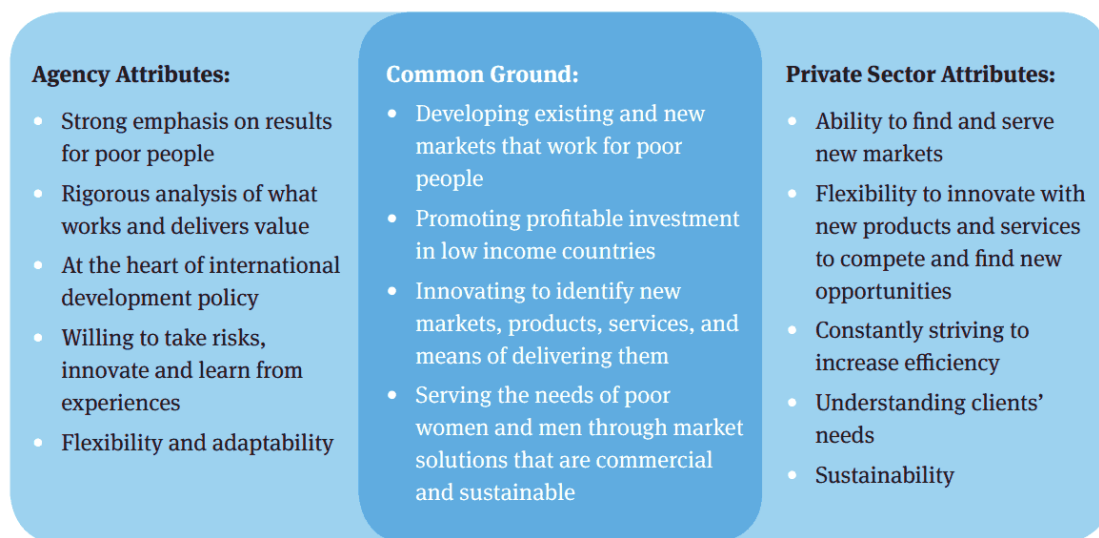 Agency Attributes:
• Strong emphasis on results
for poor people
• Rigorous analysis of what
works and delivers value
• At the heart of international
development policy
• Willing to take risks,
innovate and learn from
experiences
• Flexibility and adaptability
Common Ground:
• Developing existing and new
markets that work for poor
people
• Promoting profitable investment
in low income countries
• Innovating to identify new
markets, products, services, and
means of delivering them
• Serving the needs of poor
women and men through market
solutions that are commercial
and sustainable
Private Sector Attributes:
• Ability to find and serve
new markets
• Flexibility to innovate with
new products and services
to compete and find new
opportunities
• Constantly striving to
increase efficiency
• Understanding clients’
needs
• Sustainability